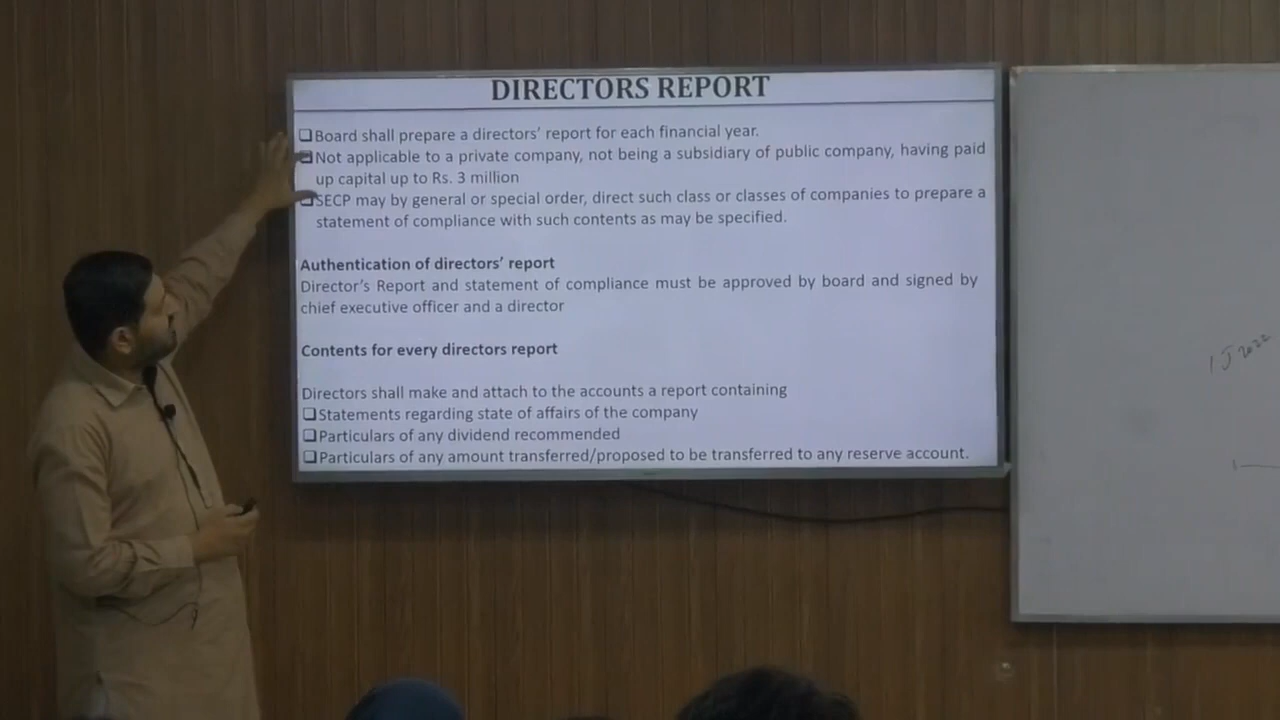 DIRECTORS REPORT
❑Board shall prepare a directors' report for each financial year.
❑Not applicable to a private company, not being a subsidiary of public company, having paid
up capital up to Rs. 3 million
❑SECP may by general or special order, direct such class or classes of companies to prepare a
statement of compliance with such contents as may be specified.
Authentication of directors' report
Director's Report and statement of compliance must be approved by board and signed by
chief executive officer and a director
Contents for every directors report
Directors shall make and attach to the accounts a report containing
❑Statements regarding state of affairs of the company
❑Particulars of any dividend recommended
❑Particulars of any amount transferred/proposed to be transferred to any reserve account.
1 J 2022